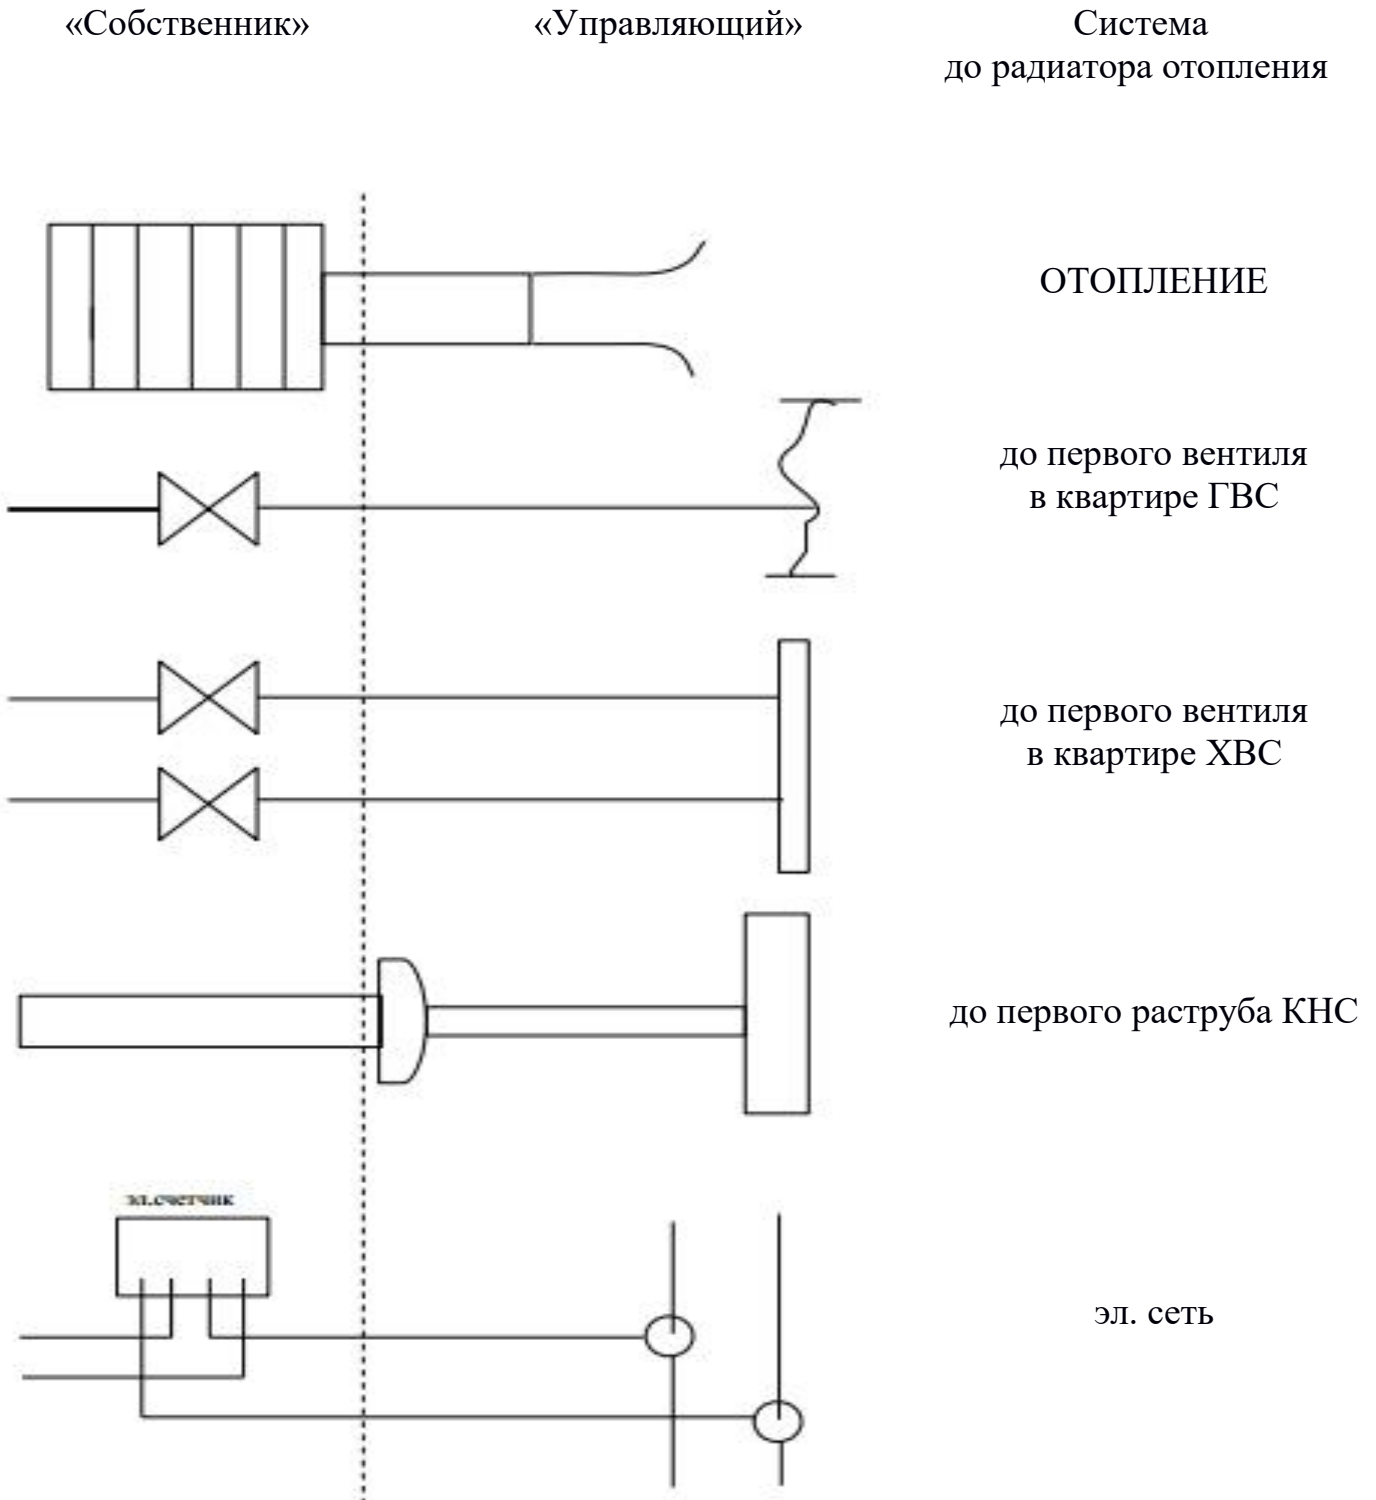 «Собственник» «Управляющий» Система
до радиатора отопления
ОТОПЛЕНИЕ
до первого вентиля
в квартире ГВС
до первого вентиля
в квартире ХВС
до первого раструба КНС
эл.счетчик
эл. сеть